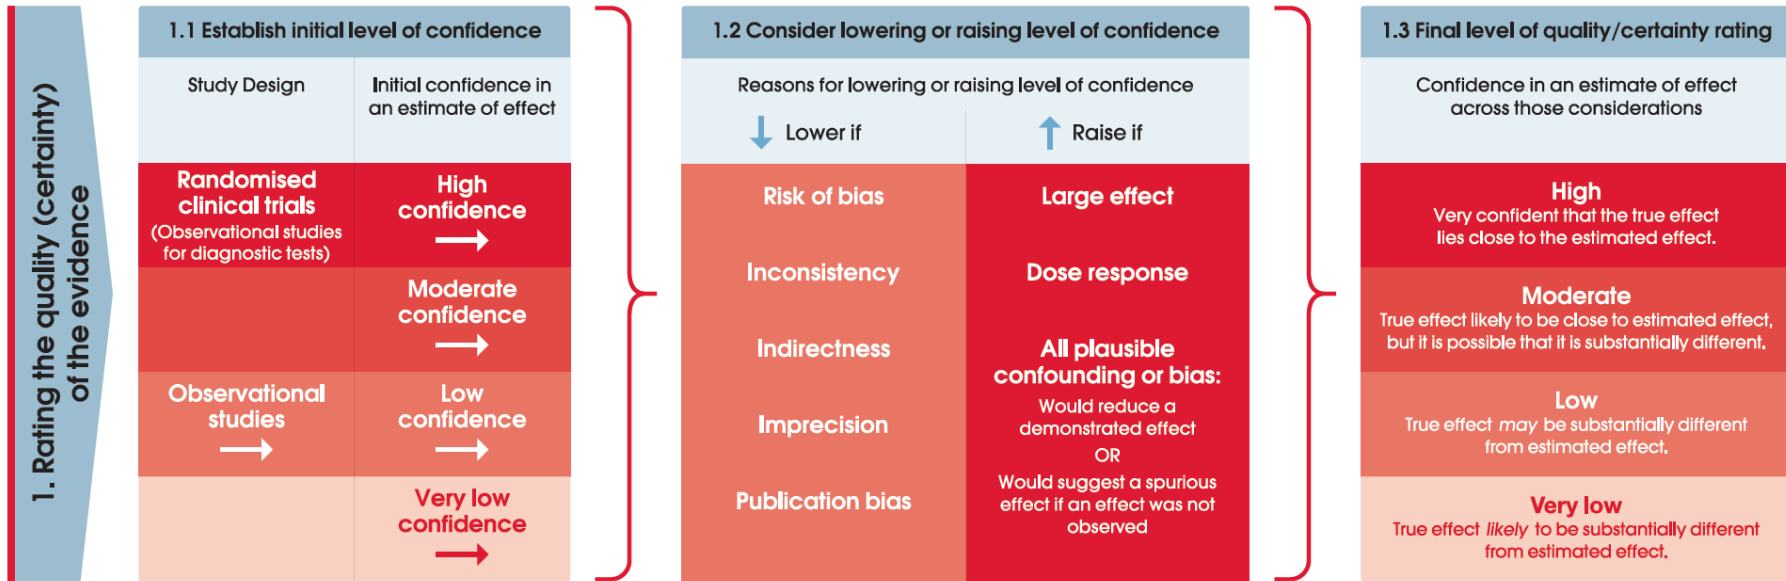 1. Rating the quality (certainty)
of the evidence
1.1 Establish initial level of confidence
Study Design
Initial confidence in
an estimate of effect
Randomised
clinical trials
(Observational studies
for diagnostic tests)
High
confidence
Moderate
confidence
Observational
studies
Low
confidence
Very low
confidence
1.2 Consider lowering or raising level of confidence
Reasons for lowering or raising level of confidence
Lower if
Raise if
Risk of bias
Inconsistency
Indirectness
Imprecision
Publication bias
Large effect
Dose response
All plausible
confounding or bias:
Would reduce a
demonstrated effect
OR
Would suggest a spurious
effect if an effect was not
observed
1.3 Final level of quality/certainty rating
Confidence in an estimate of effect
across those considerations
High
Very confident that the true effect
lies close to the estimated effect.
Moderate
True effect likely to be close to estimated effect,
but it is possible that it is substantially different.
Low
True effect may be substantially different
from estimated effect.
Very low
True effect likely to be substantially different
from estimated effect.